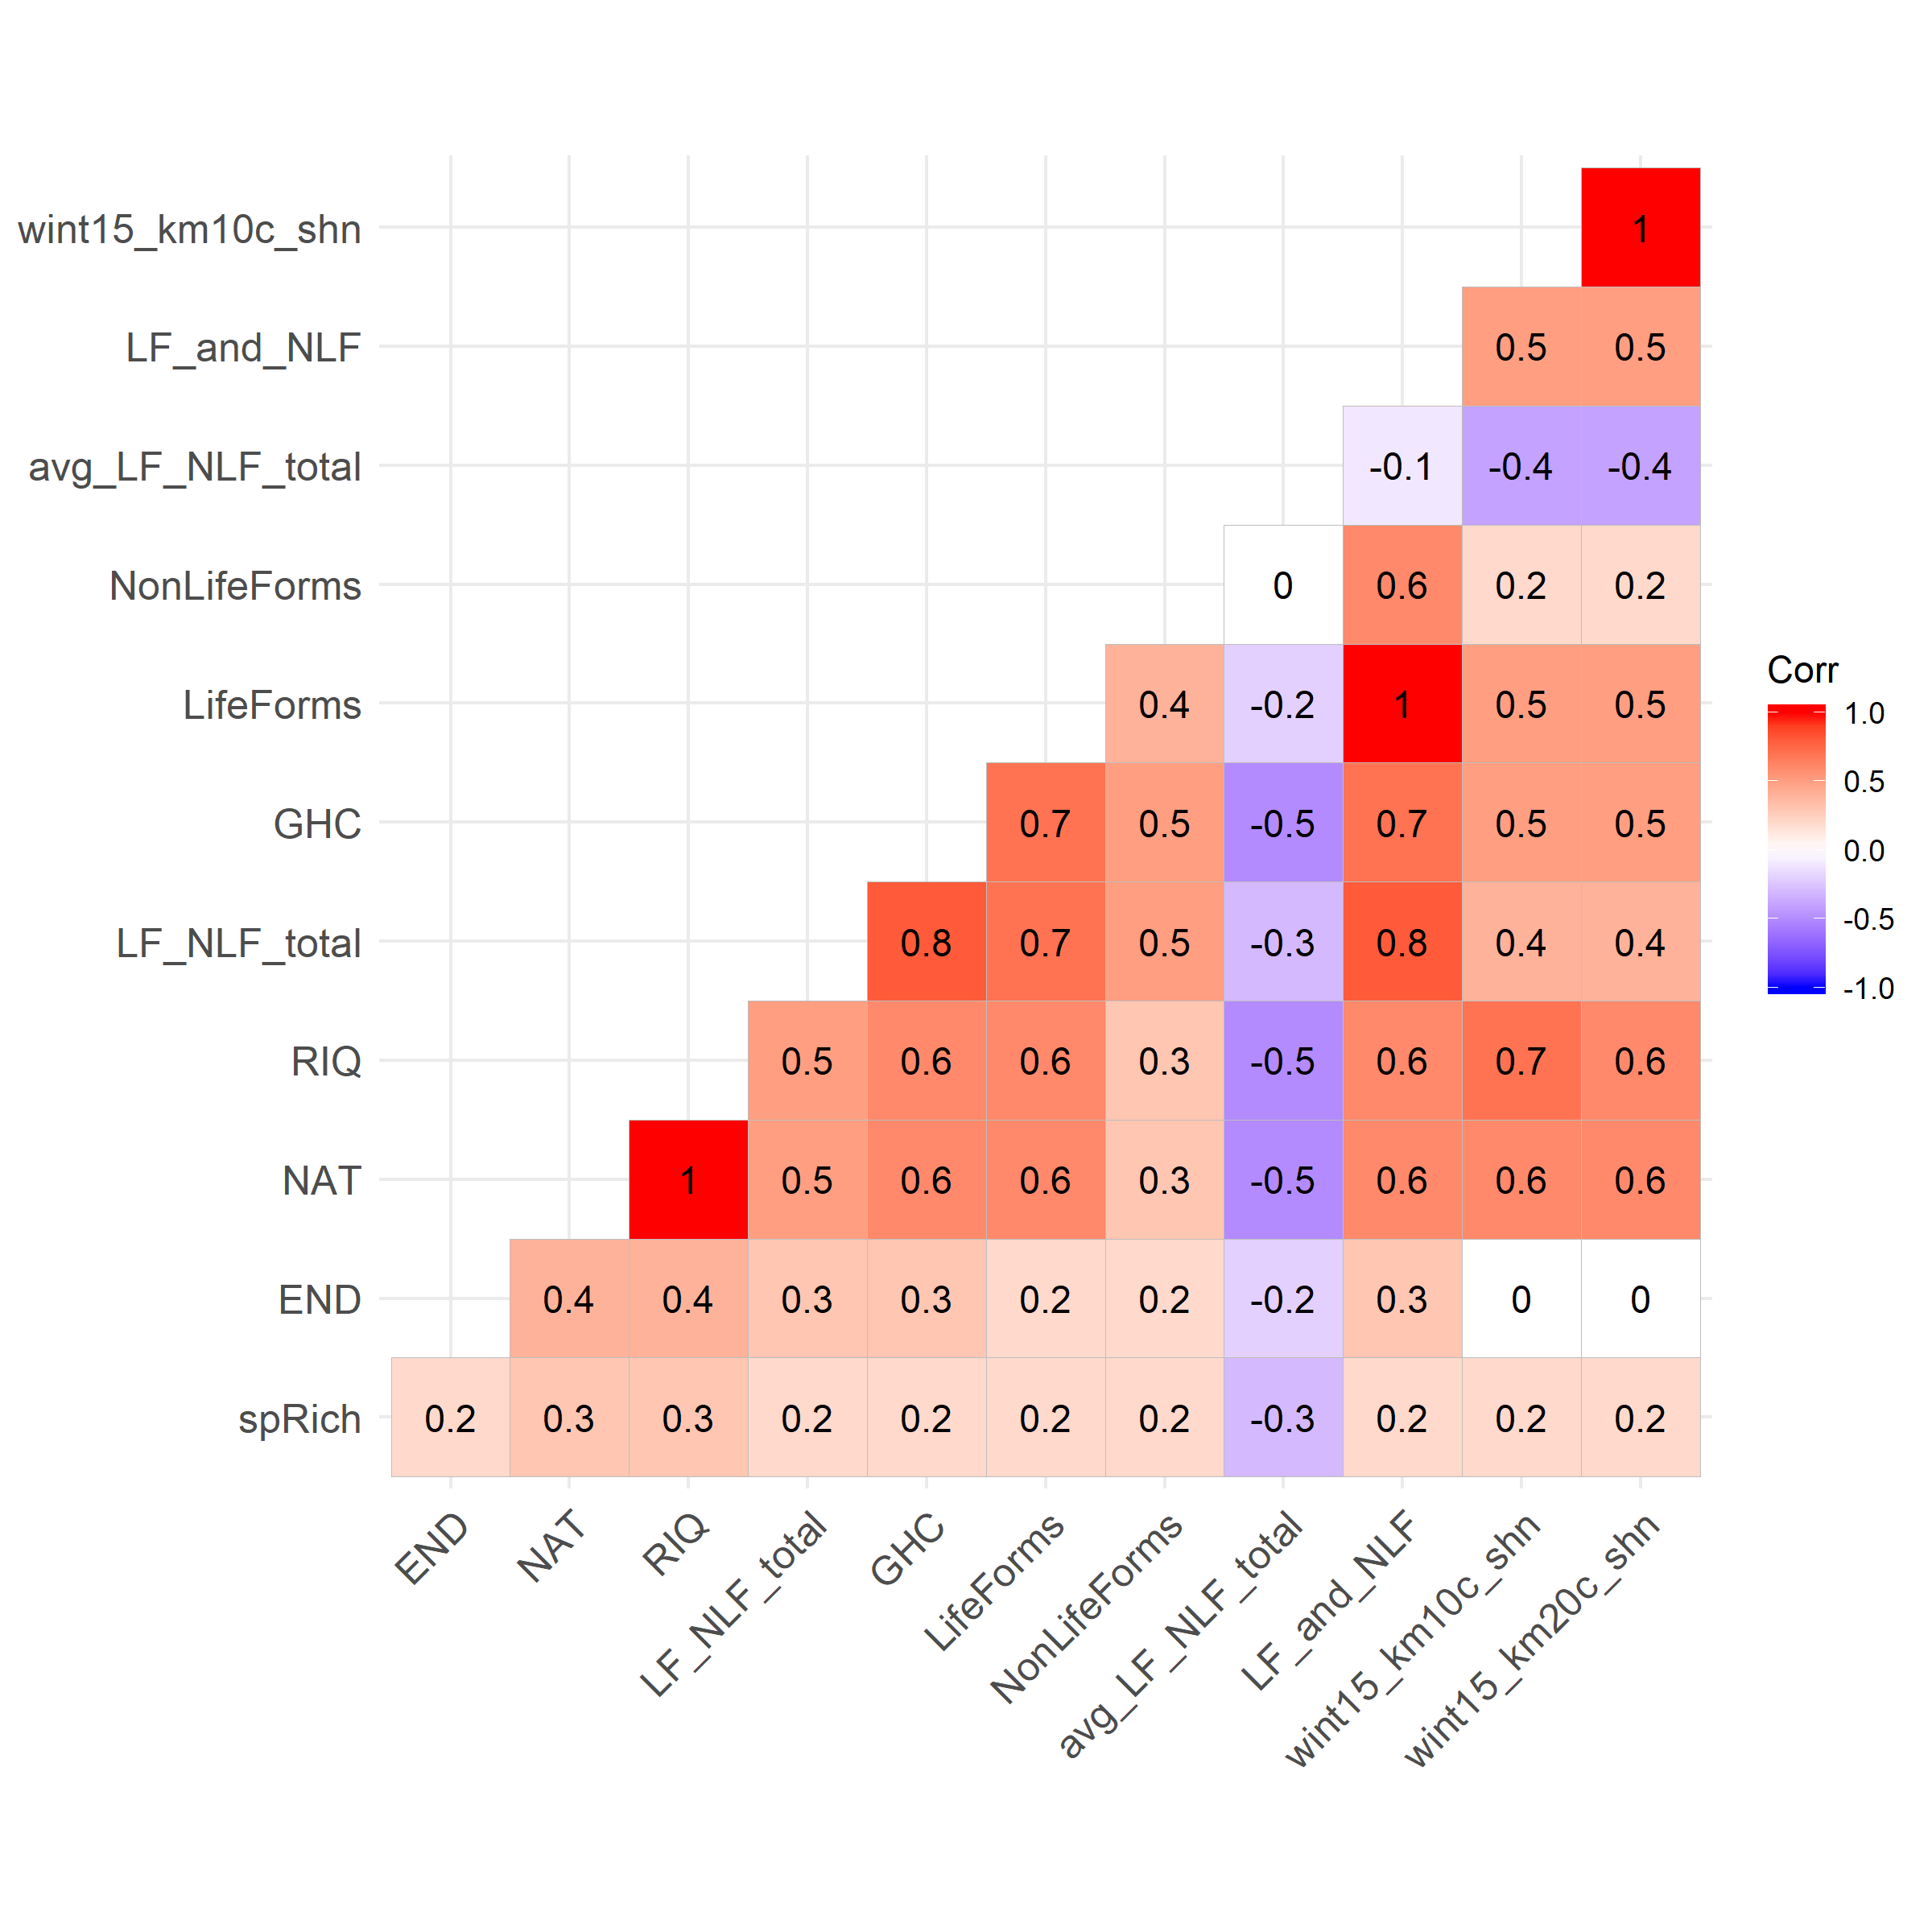 wint15_km10c_shn 1
LF_and_NLF 0.5 0.5
avg_LF_NLF_total -0.1 -0.4 -0.4
NonLifeForms 0 0.6 0.2 0.2
LifeForms 0.4 -0.2 1 0.5 0.5
GHC 0.7 0.5 -0.5 0.7 0.5 0.5
LF_NLF_total 0.8 0.7 0.5 -0.3 0.8 0.4 0.4
RIQ 0.5 0.6 0.6 0.3 -0.5 0.6 0.7 0.6
NAT 1 0.5 0.6 0.6 0.3 -0.5 0.6 0.6 0.6
END 0.4 0.4 0.3 0.3 0.2 0.2 -0.2 0.3 0 0
spRich 0.2 0.3 0.3 0.2 0.2 0.2 0.2 -0.3 0.2 0.2 0.2
END
NAT
RIQ
LF_NLF_total
GHC
LifeForms
NonLifeForms
avg_LF_NLF_total
LF_and_NLF
wint15_km10c_shn
wint15_km20c_shn
Corr
1.0
0.5
0.0
-0.5
-1.0